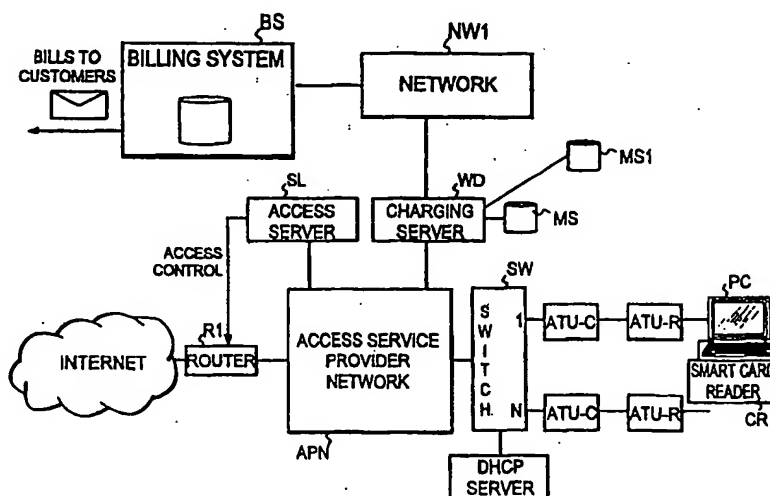 BS
BILLING SYSTEM
BILLS TO
CUSTOMERS
NW1
NETWORK
MS1
SL
ACCESS
SERVER
WD
CHARGING
SERVER
MS
ACCESS
CONTROL
SW
PC
R1
INTERNET
ROUTER
ACCESS SERVICE
PROVIDER
NETWORK
SWITCH
1
ATU-C
ATU-R
SMART CARD
READER
N
ATU-C
ATU-R
CR
APN
DHCP
SERVER